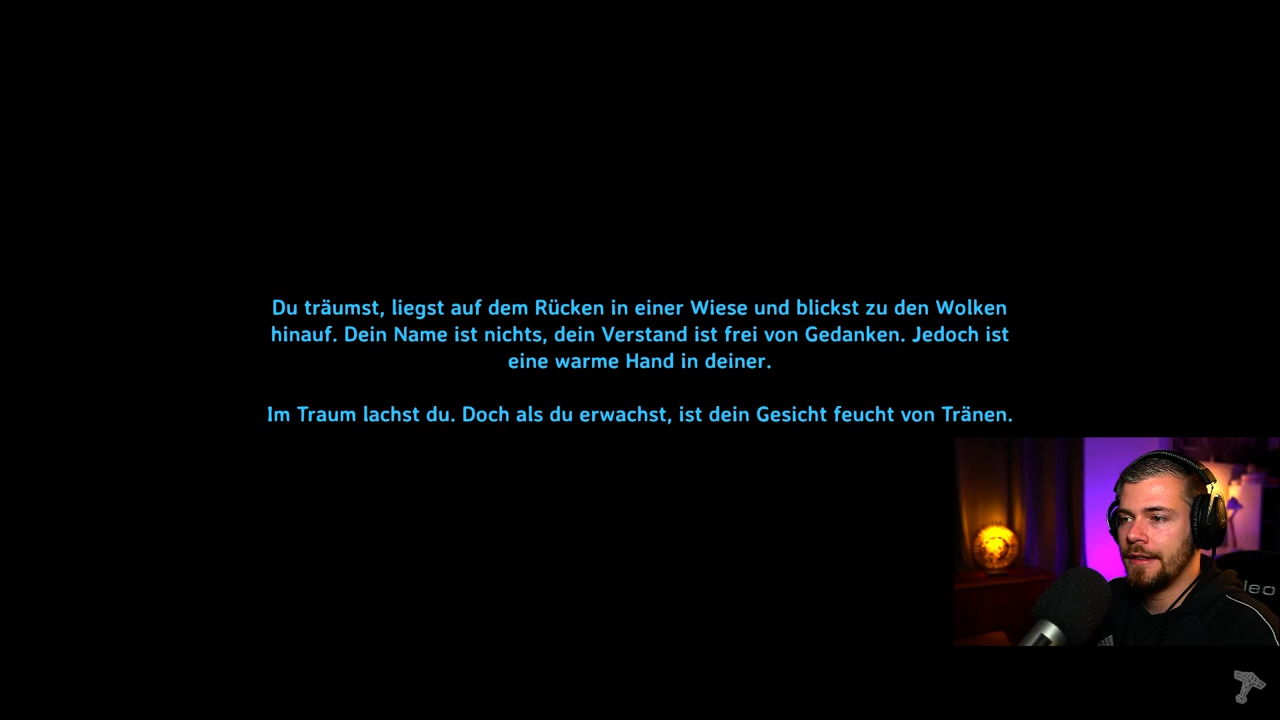 Du träumst, liegst auf dem Rücken in einer Wiese und blickst zu den Wolken
hinauf. Dein Name ist nichts, dein Verstand ist frei von Gedanken. Jedoch ist
eine warme Hand in deiner.
Im Traum lachst du. Doch als du erwachst, ist dein Gesicht feucht von Tränen.
leo